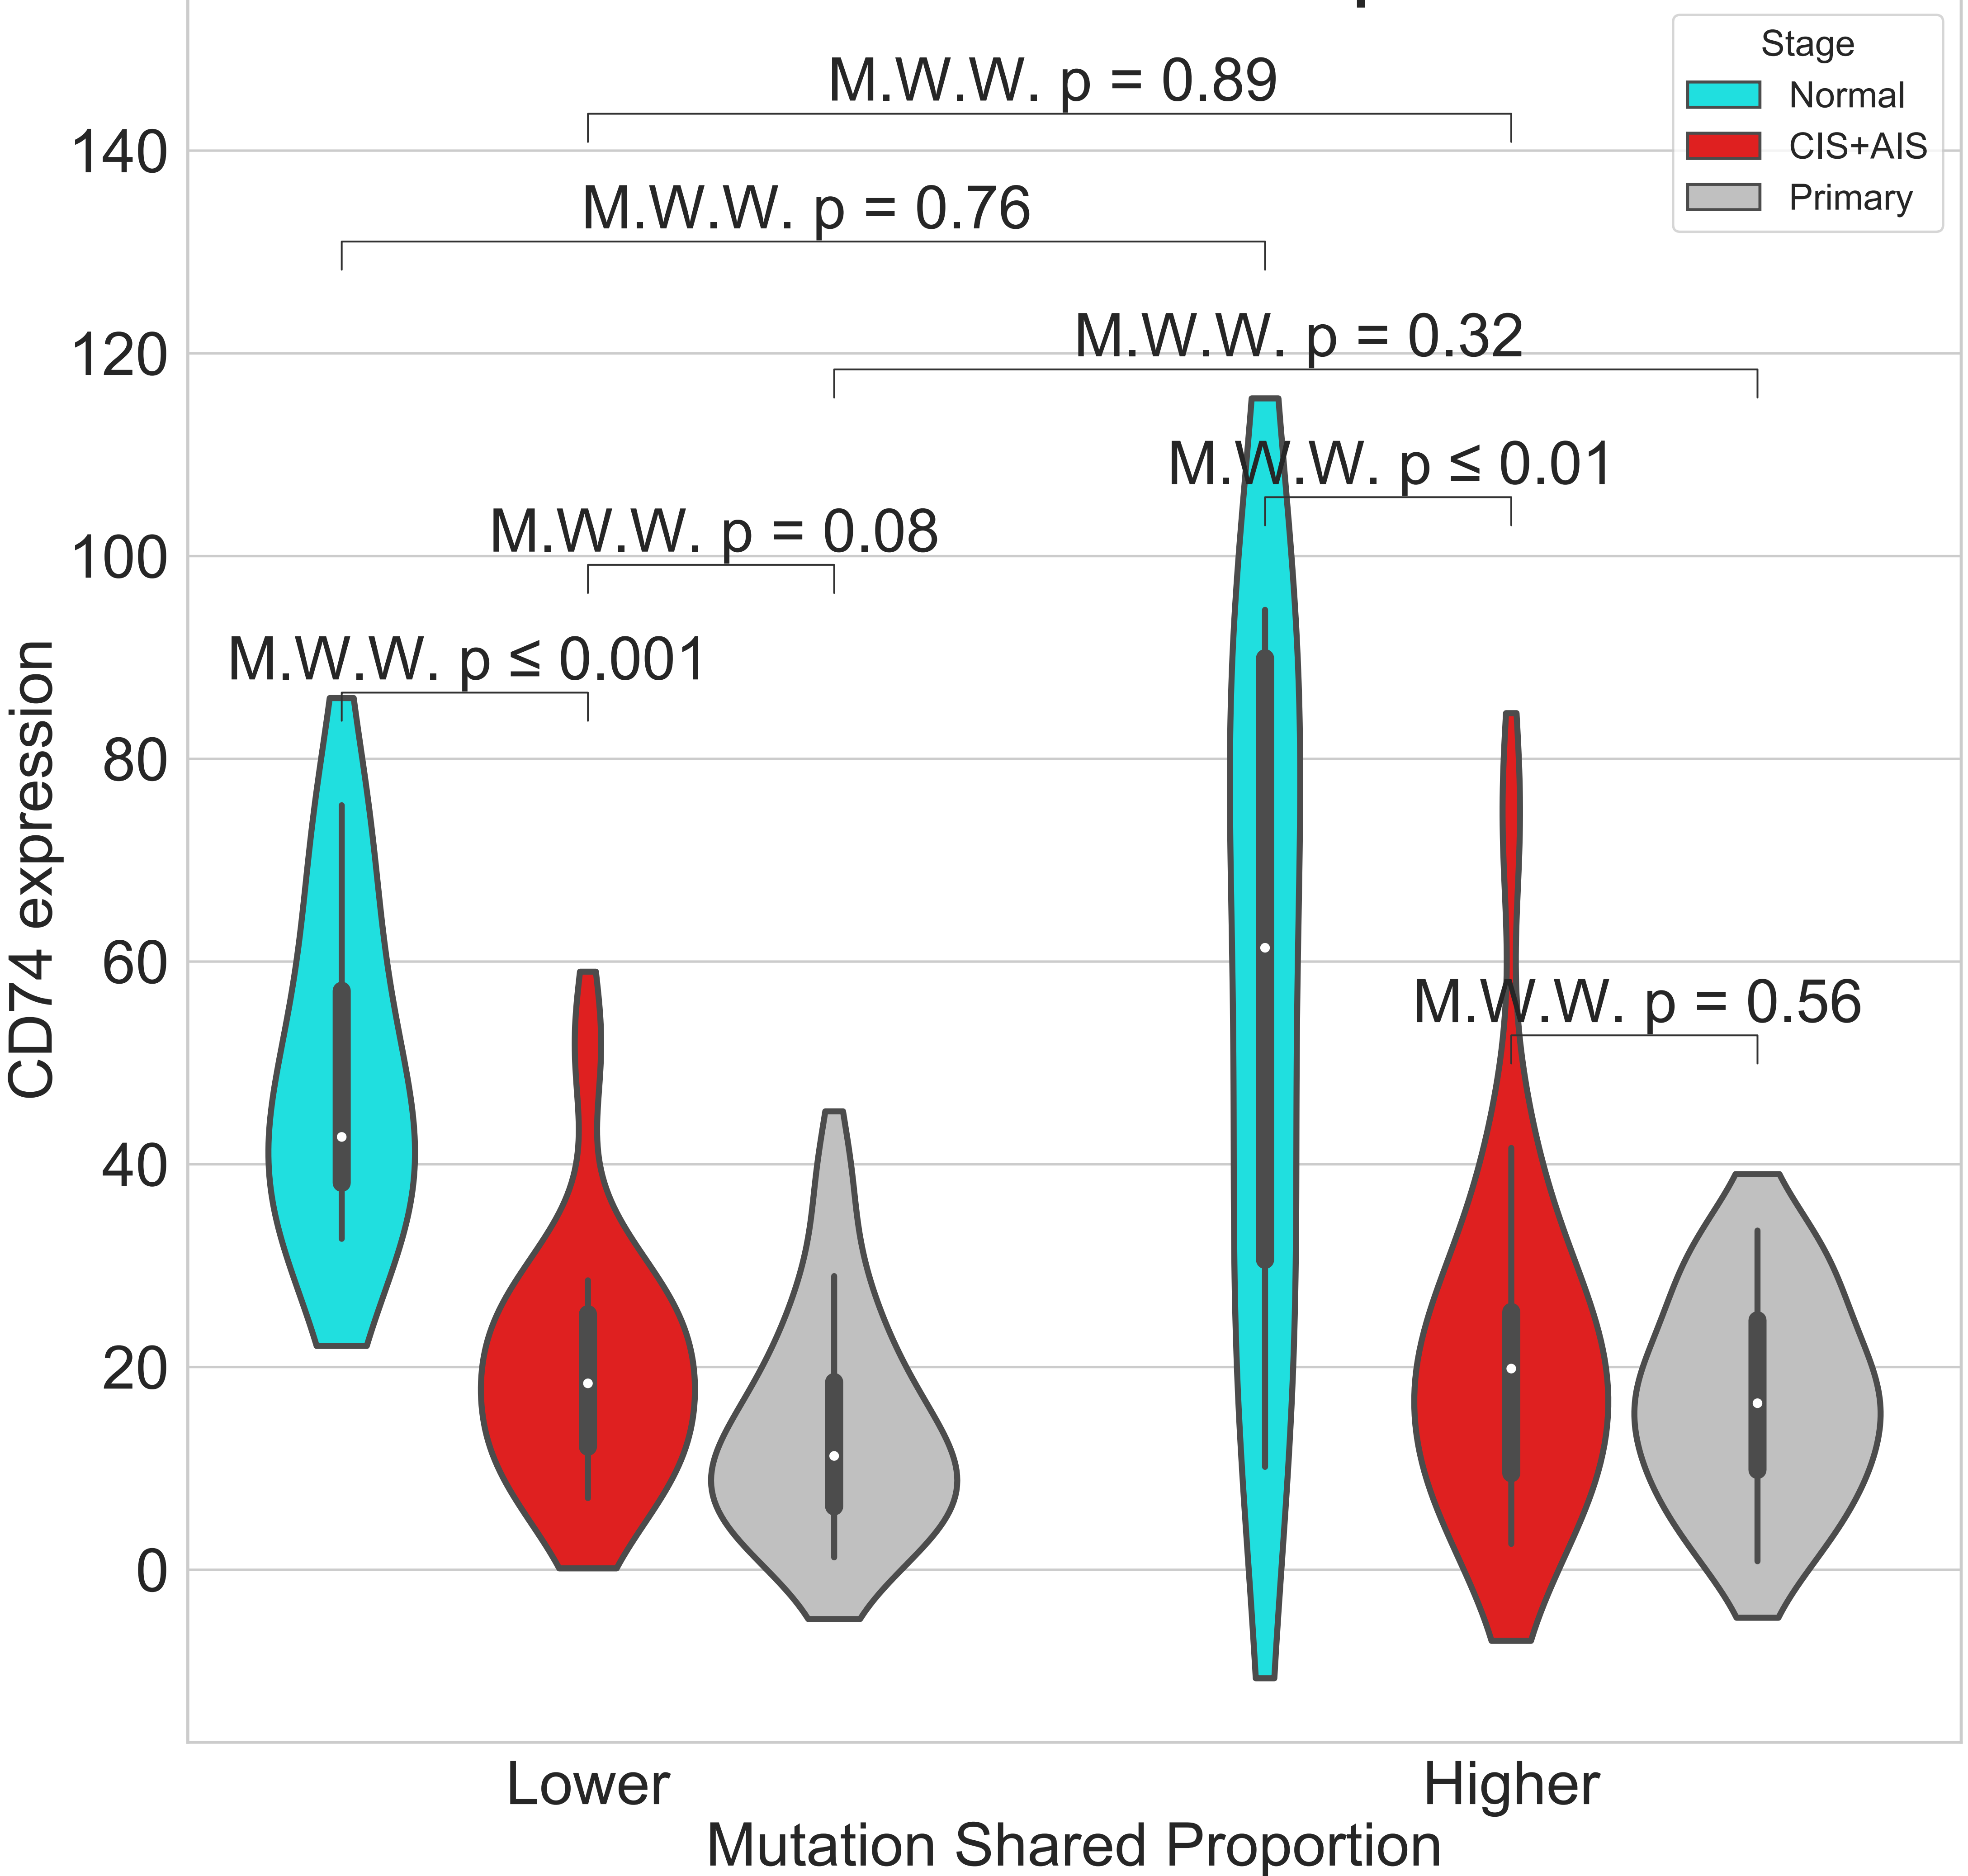 Stage
Normal
CIS+AIS
Primary
M.W.W. p = 0.89
M.W.W. p = 0.76
M.W.W. p = 0.32
M.W.W. p ≤ 0.01
M.W.W. p = 0.08
M.W.W. p ≤ 0.001
M.W.W. p = 0.56
140
120
100
80
60
40
20
0
CD74 expression
Lower
Higher
Mutation Shared Proportion